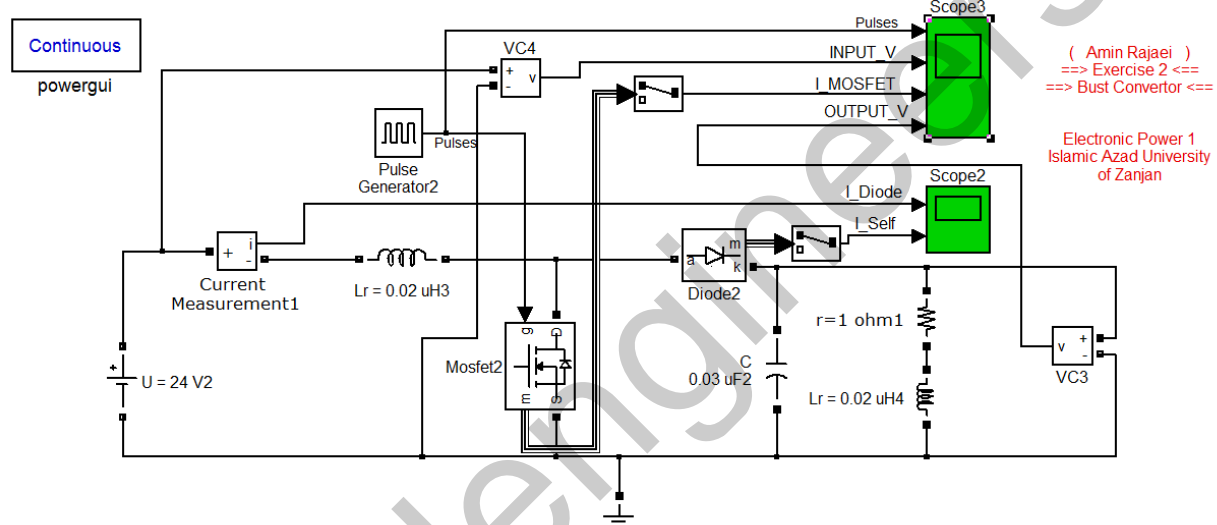 Scope3
Continuous
powergui
Pulses
VC4
INPUT_V
I_MOSFET
OUTPUT_V
+
v
-
( Amin Rajaei )
==> Exercise 2 <==
==> Bust Convertor <==
Electronic Power 1
Islamic Azad University
of Zanjan
Pulses
Pulse
Generator2
Scope2
I_Diode
I_Self
+
i
-
Current
Measurement1
Lr = 0.02 uH3
a
m
k
Diode2
r=1 ohm1
g
D
m
S
Mosfet2
+
U = 24 V2
C
0.03 uF2
Lr = 0.02 uH4
v
+
-
VC3
engineers